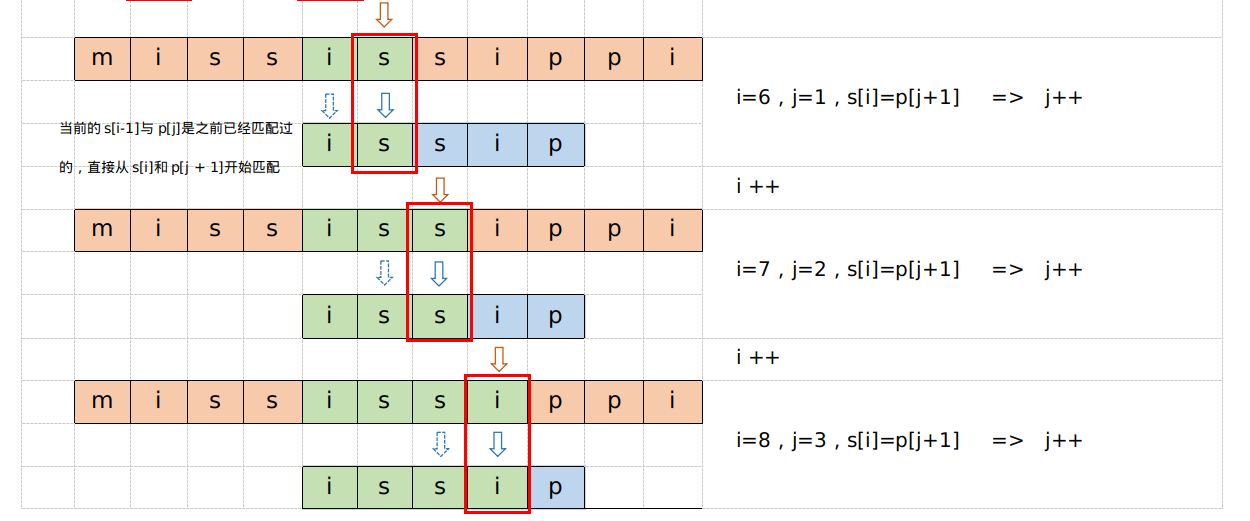 m i s s i s s i p p i
i=6 , j=1 , s[i]=p[j+1] => j++
当前的 s[i-1]与 p[j]是之前已经匹配过
的，直接从 s[i]和 p[j + 1]开始匹配
i s s i p
i ++
m i s s i s s i p p i
i=7 , j=2 , s[i]=p[j+1] => j++
i s s i p
i ++
m i s s i s s i p p i
i=8 , j=3 , s[i]=p[j+1] => j++
i s s i p